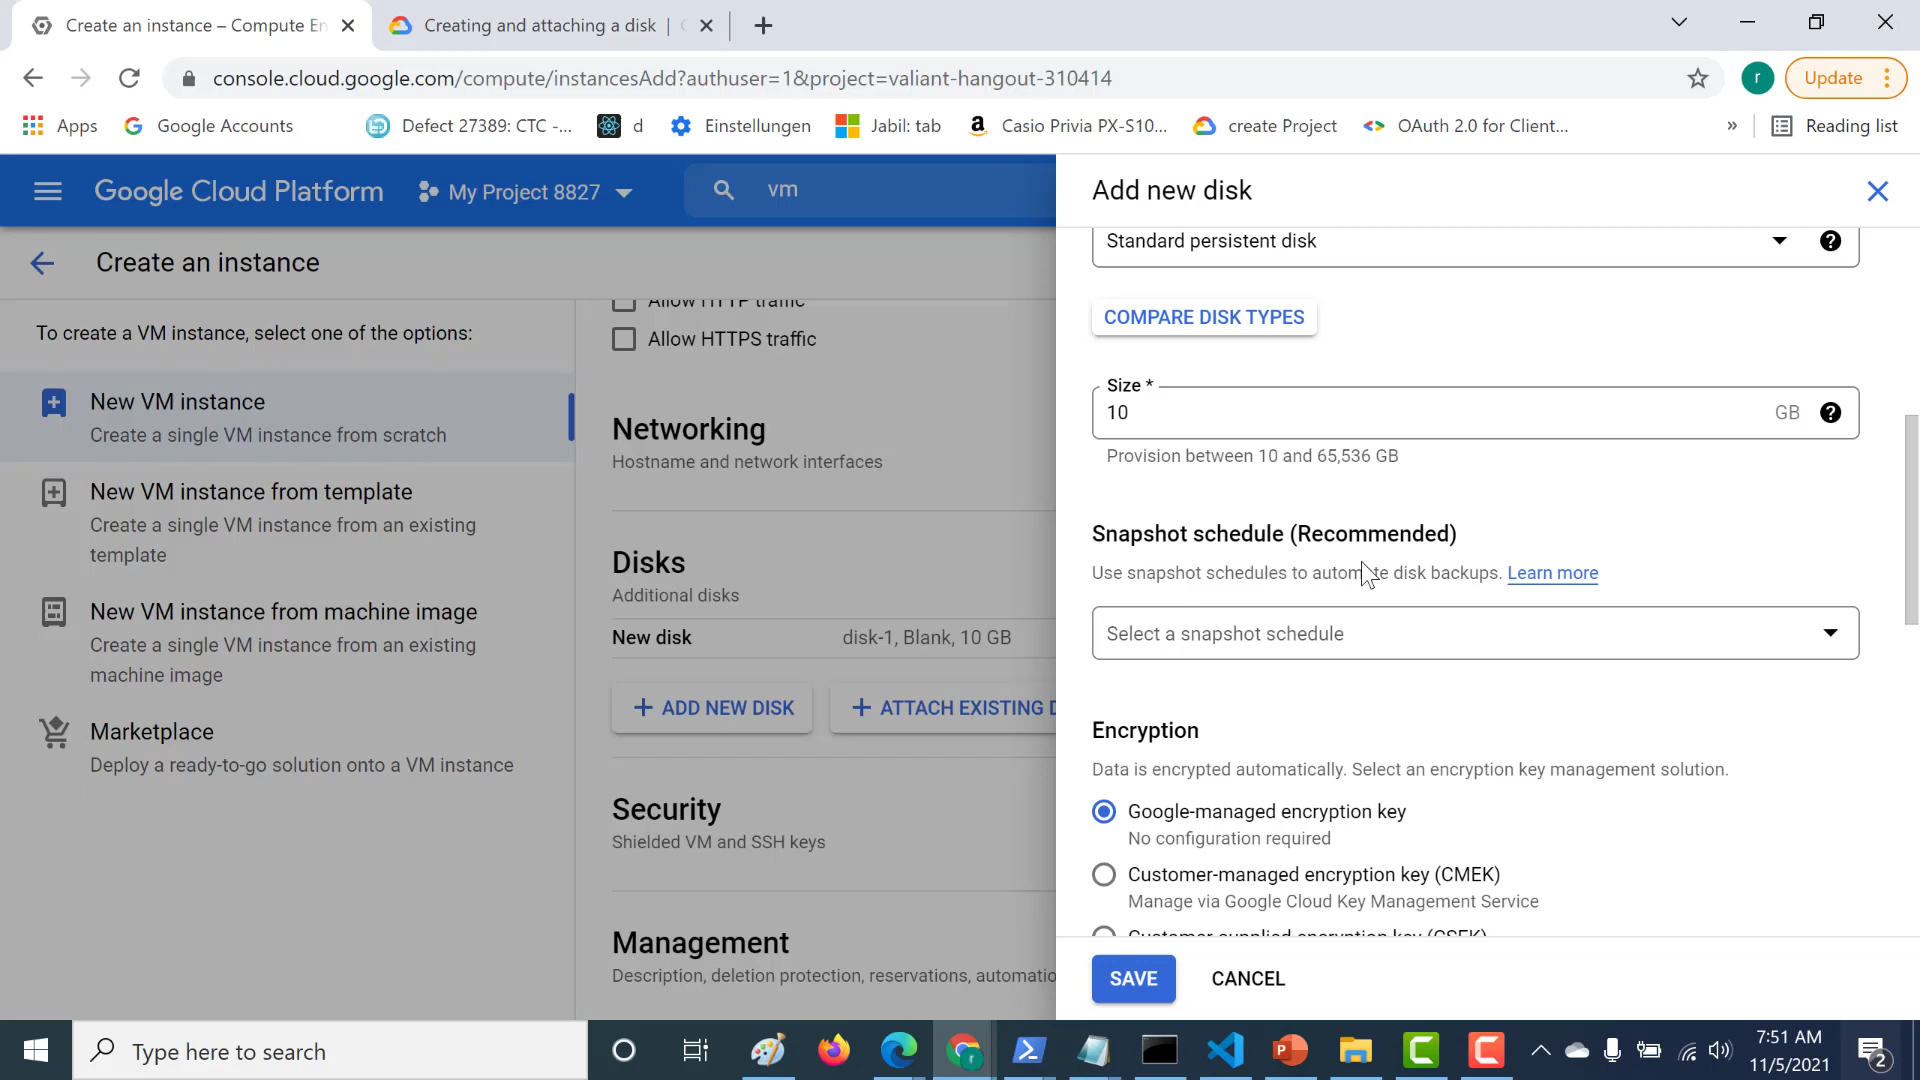 Create an instance – Compute En
Creating and attaching a disk |
console.cloud.google.com/compute/instancesAdd?authuser=1&project=valiant-hangout-310414
r
Update
Apps
Google Accounts
Defect 27389: CTC -...
d
Einstellungen
Jabil: tab
Casio Privia PX-S10...
create Project
OAuth 2.0 for Client...
»
Reading list
Google Cloud Platform
My Project 8827
vm
Create an instance
To create a VM instance, select one of the options:
New VM instance
Create a single VM instance from scratch
New VM instance from template
Create a single VM instance from an existing
template
New VM instance from machine image
Create a single VM instance from an existing
machine image
Marketplace
Deploy a ready-to-go solution onto a VM instance
Allow HTTP traffic
Allow HTTPS traffic
Networking
Hostname and network interfaces
Disks
Additional disks
New disk
disk-1, Blank, 10 GB
ADD NEW DISK
ATTACH EXISTING D
Security
Shielded VM and SSH keys
Management
Description, deletion protection, reservations, automatio
Add new disk
Standard persistent disk
COMPARE DISK TYPES
Size *
10
GB
Provision between 10 and 65,536 GB
Snapshot schedule (Recommended)
Use snapshot schedules to automate disk backups. Learn more
Select a snapshot schedule
Encryption
Data is encrypted automatically. Select an encryption key management solution.
Google-managed encryption key
No configuration required
Customer-managed encryption key (CMEK)
Manage via Google Cloud Key Management Service
Customer-supplied encryption key (CSEK)
SAVE
CANCEL
Type here to search
7:51 AM
11/5/2021
2